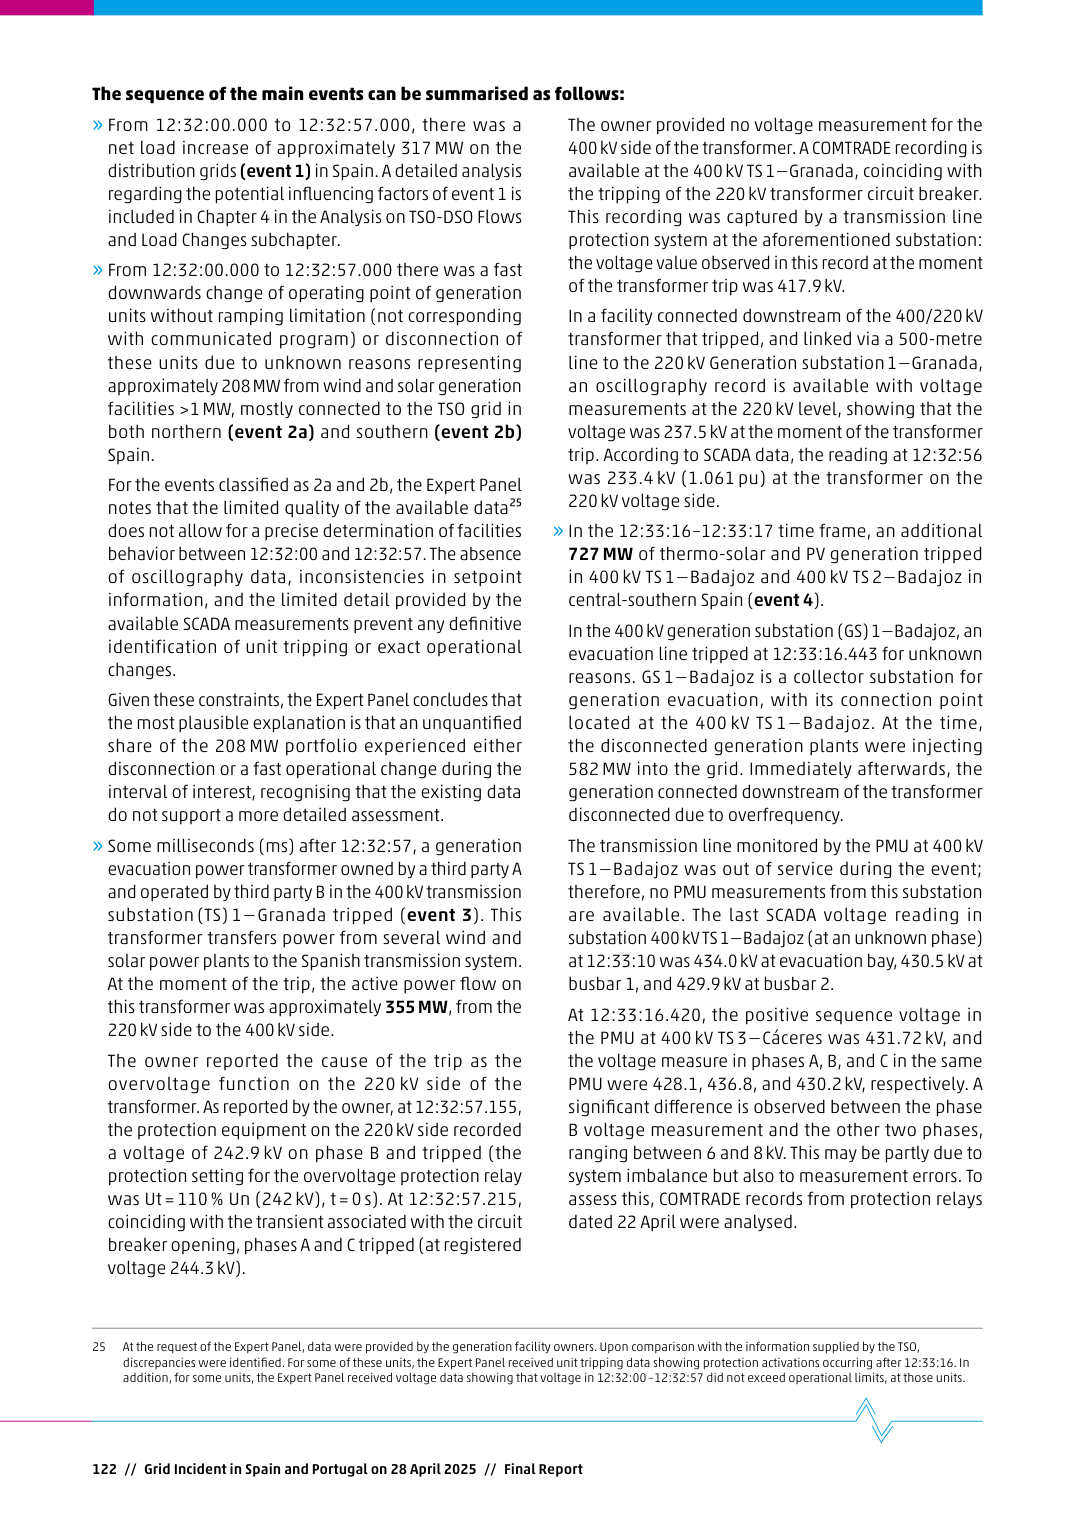 The sequence of the main events can be summarised as follows:
» From 12:32:00.000 to 12:32:57.000, there was a
net load increase of approximately 317 MW on the
distribution grids (event 1) in Spain. A detailed analysis
regarding the potential influencing factors of event 1 is
included in Chapter 4 in the Analysis on TSO-DSO Flows
and Load Changes subchapter.
» From 12:32:00.000 to 12:32:57.000 there was a fast
downwards change of operating point of generation
units without ramping limitation (not corresponding
with communicated program) or disconnection of
these units due to unknown reasons representing
approximately 208 MW from wind and solar generation
facilities >1 MW, mostly connected to the TSO grid in
both northern (event 2a) and southern (event 2b)
Spain.
For the events classified as 2a and 2b, the Expert Panel
notes that the limited quality of the available data25
does not allow for a precise determination of facilities
behavior between 12:32:00 and 12:32:57. The absence
of oscillography data, inconsistencies in setpoint
information, and the limited detail provided by the
available SCADA measurements prevent any definitive
identification of unit tripping or exact operational
changes.
Given these constraints, the Expert Panel concludes that
the most plausible explanation is that an unquantified
share of the 208 MW portfolio experienced either
disconnection or a fast operational change during the
interval of interest, recognising that the existing data
do not support a more detailed assessment.
» Some milliseconds (ms) after 12:32:57, a generation
evacuation power transformer owned by a third party A
and operated by third party B in the 400 kV transmission
substation (TS) 1—Granada tripped (event 3). This
transformer transfers power from several wind and
solar power plants to the Spanish transmission system.
At the moment of the trip, the active power flow on
this transformer was approximately 355 MW, from the
220 kV side to the 400 kV side.
The owner reported the cause of the trip as the
overvoltage function on the 220 kV side of the
transformer. As reported by the owner, at 12:32:57.155,
the protection equipment on the 220 kV side recorded
a voltage of 242.9 kV on phase B and tripped (the
protection setting for the overvoltage protection relay
was Ut = 110 % Un (242 kV), t = 0 s). At 12:32:57.215,
coinciding with the transient associated with the circuit
breaker opening, phases A and C tripped (at registered
voltage 244.3 kV).
The owner provided no voltage measurement for the
400 kV side of the transformer. A COMTRADE recording is
available at the 400 kV TS 1—Granada, coinciding with
the tripping of the 220 kV transformer circuit breaker.
This recording was captured by a transmission line
protection system at the aforementioned substation:
the voltage value observed in this record at the moment
of the transformer trip was 417.9 kV.
In a facility connected downstream of the 400/220 kV
transformer that tripped, and linked via a 500-metre
line to the 220 kV Generation substation 1—Granada,
an oscillography record is available with voltage
measurements at the 220 kV level, showing that the
voltage was 237.5 kV at the moment of the transformer
trip. According to SCADA data, the reading at 12:32:56
was 233.4 kV (1.061 pu) at the transformer on the
220 kV voltage side.
» In the 12:33:16–12:33:17 time frame, an additional
727 MW of thermo-solar and PV generation tripped
in 400 kV TS 1—Badajoz and 400 kV TS 2—Badajoz in
central-southern Spain (event 4).
In the 400 kV generation substation (GS) 1—Badajoz, an
evacuation line tripped at 12:33:16.443 for unknown
reasons. GS 1—Badajoz is a collector substation for
generation evacuation, with its connection point
located at the 400 kV TS 1—Badajoz. At the time,
the disconnected generation plants were injecting
582 MW into the grid. Immediately afterwards, the
generation connected downstream of the transformer
disconnected due to overfrequency.
The transmission line monitored by the PMU at 400 kV
TS 1—Badajoz was out of service during the event;
therefore, no PMU measurements from this substation
are available. The last SCADA voltage reading in
substation 400 kV TS 1—Badajoz (at an unknown phase)
at 12:33:10 was 434.0 kV at evacuation bay, 430.5 kV at
busbar 1, and 429.9 kV at busbar 2.
At 12:33:16.420, the positive sequence voltage in
the PMU at 400 kV TS 3—Cáceres was 431.72 kV, and
the voltage measure in phases A, B, and C in the same
PMU were 428.1, 436.8, and 430.2 kV, respectively. A
significant difference is observed between the phase
B voltage measurement and the other two phases,
ranging between 6 and 8 kV. This may be partly due to
system imbalance but also to measurement errors. To
assess this, COMTRADE records from protection relays
dated 22 April were analysed.
25 At the request of the Expert Panel, data were provided by the generation facility owners. Upon comparison with the information supplied by the TSO,
discrepancies were identified. For some of these units, the Expert Panel received unit tripping data showing protection activations occurring after 12:33:16. In
addition, for some units, the Expert Panel received voltage data showing that voltage in 12:32:00–12:32:57 did not exceed operational limits, at those units.
122 // Grid Incident in Spain and Portugal on 28 April 2025 // Final Report